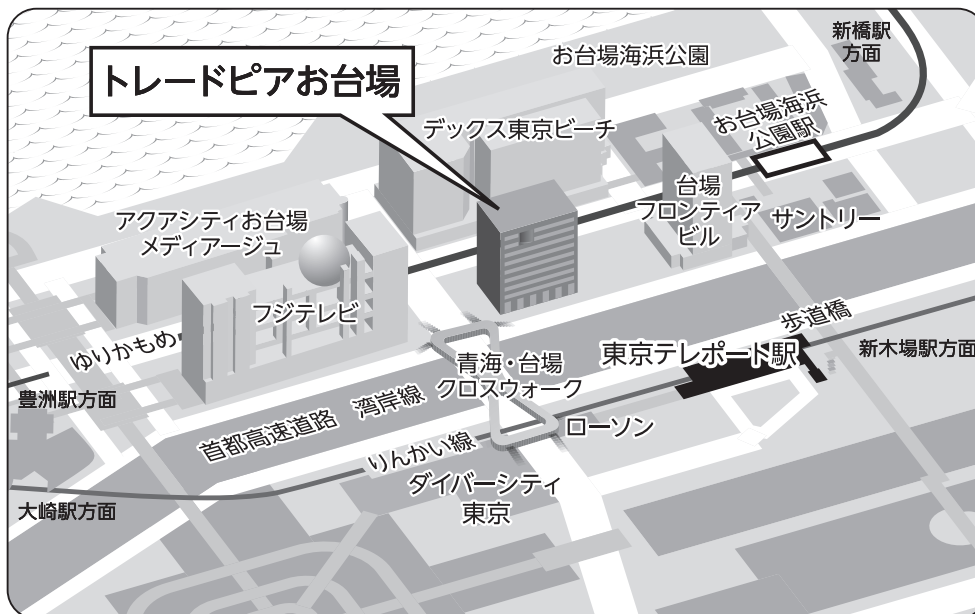 新橋駅
方面
お台場海浜公園
トレードピアお台場
デックス東京ビーチ
お台場海浜
公園駅
台場
フロンティア
ビル
サントリー
アクアシティお台場
メディアージュ
フジテレビ
ゆりかもめ
歩道橋
東京テレポート駅
新木場駅方面
青海・台場
クロスウォーク
豊洲駅方面
首都高速道路 湾岸線
ローソン
りんかい線
ダイバーシティ
東京
大崎駅方面